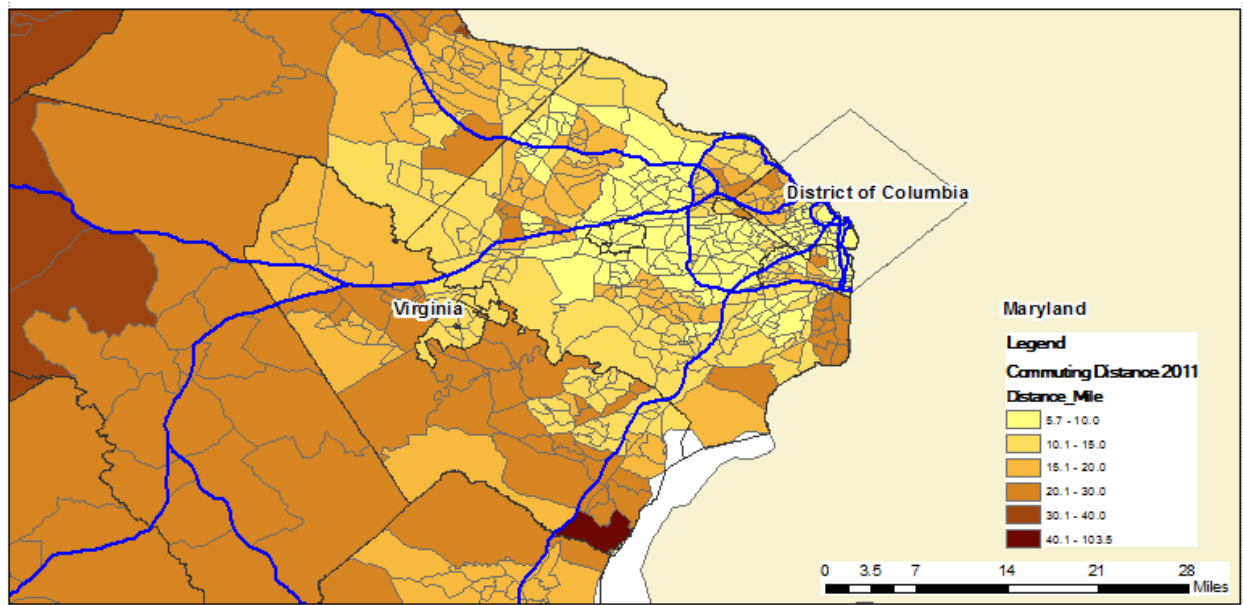 District of Columbia
Virginia
Maryland
Legend
Commuting Distance 2011
Distance_Mile
5.7 - 10.0
10.1 - 15.0
15.1 - 20.0
20.1 - 30.0
30.1 - 40.0
40.1 - 103.5
0 3.5 7 14 21 28
Miles